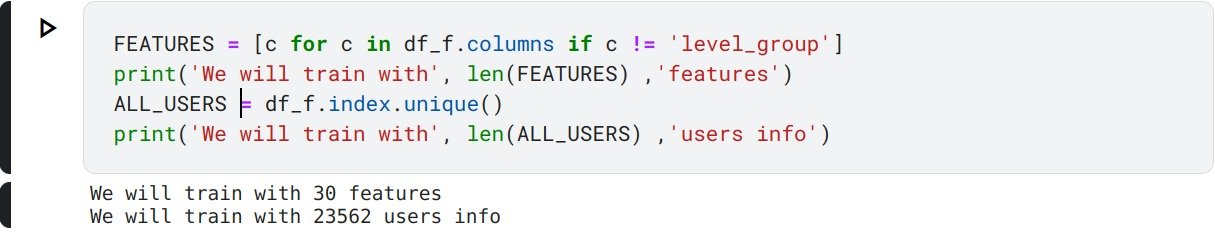 FEATURES = [c for c in df_f.columns if c != 'level_group']
print('We will train with', len(FEATURES) ,'features')
ALL_USERS = df_f.index.unique()
print('We will train with', len(ALL_USERS) ,'users info')
We will train with 30 features
We will train with 23562 users info